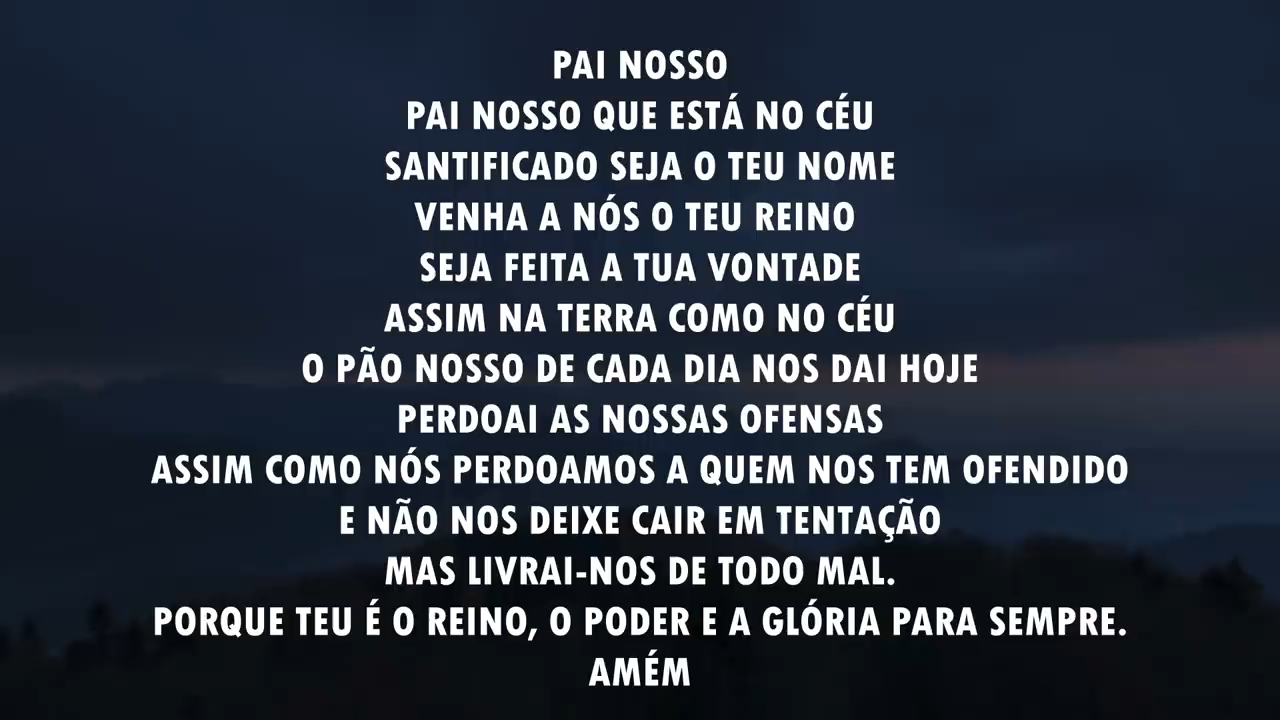 PAI NOSSO
PAI NOSSO QUE ESTÁ NO CÉU
SANTIFICADO SEJA O TEU NOME
VENHA A NÓS O TEU REINO
SEJA FEITA A TUA VONTADE
ASSIM NA TERRA COMO NO CÉU
O PÃO NOSSO DE CADA DIA NOS DAI HOJE
PERDOAI AS NOSSAS OFENSAS
ASSIM COMO NÓS PERDOAMOS A QUEM NOS TEM OFENDIDO
E NÃO NOS DEIXE CAIR EM TENTAÇÃO
MAS LIVRAI-NOS DE TODO MAL.
PORQUE TEU É O REINO, O PODER E A GLÓRIA PARA SEMPRE.
AMÉM